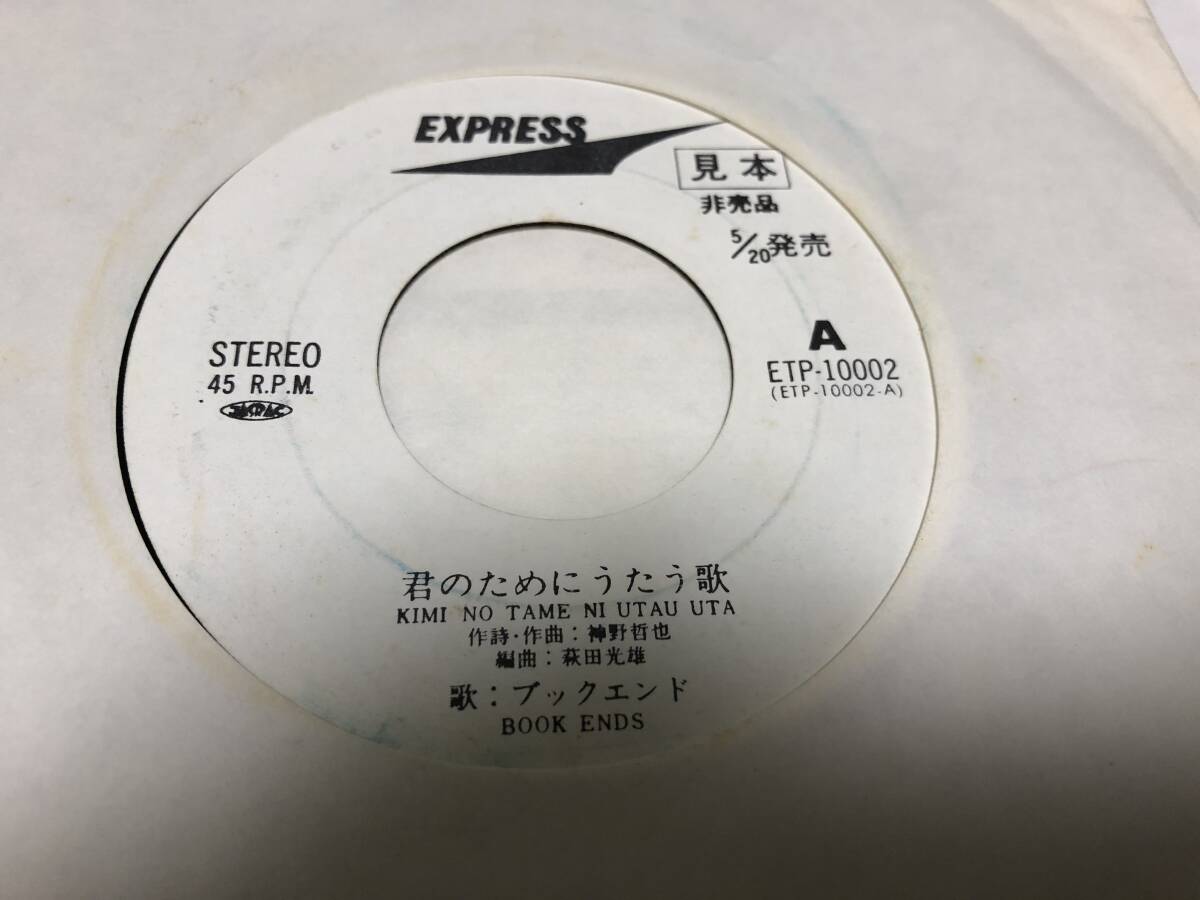 EXPRESS
見本
非売品
5/20発売
STEREO
45 R.P.M.
JASRAC
A
ETP-10002
(ETP-10002-A)
君のためにうたう歌
KIMI NO TAME NI UTAU UTA
作詩・作曲：神野哲也
編曲：萩田光雄
歌：ブックエンド
BOOK ENDS